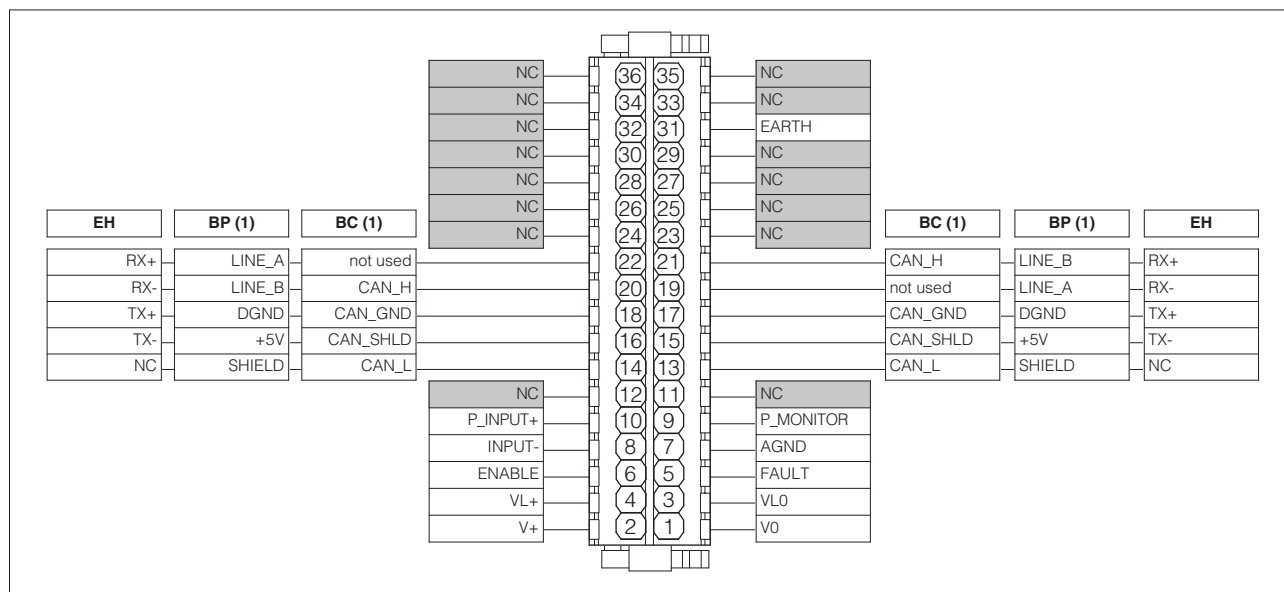 NC 36 35 NC
NC 34 33 NC
NC 32 31 EARTH
NC 30 29 NC
NC 28 27 NC
NC 26 25 NC
EH BP (1) BC (1) NC 24 23 NC BC (1) BP (1) EH
RX+ LINE_A not used 22 21 CAN_H LINE_B RX+
RX- LINE_B CAN_H 20 19 not used LINE_A RX-
TX+ DGND CAN_GND 18 17 CAN_GND DGND TX+
TX- +5V CAN_SHLD 16 15 CAN_SHLD +5V TX-
NC SHIELD CAN_L 14 13 CAN_L SHIELD NC
NC 12 11 NC
P_INPUT+ 10 9 P_MONITOR
INPUT- 8 7 AGND
ENABLE 6 5 FAULT
VL+ 4 3 VL0
V+ 2 1 V0